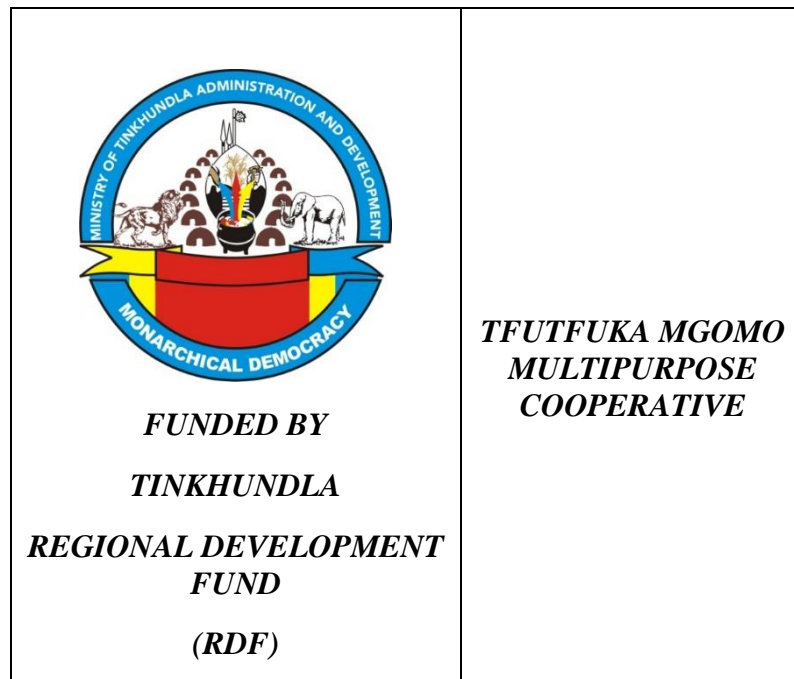 MINISTRY OF TINKHUNDLA ADMINISTRATION AND DEVELOPMENT
MONARCHICAL DEMOCRACY
FUNDED BY
TINKHUNDLA
REGIONAL DEVELOPMENT
FUND
(RDF)
TFUTFUKA MGOMO
MULTIPURPOSE
COOPERATIVE